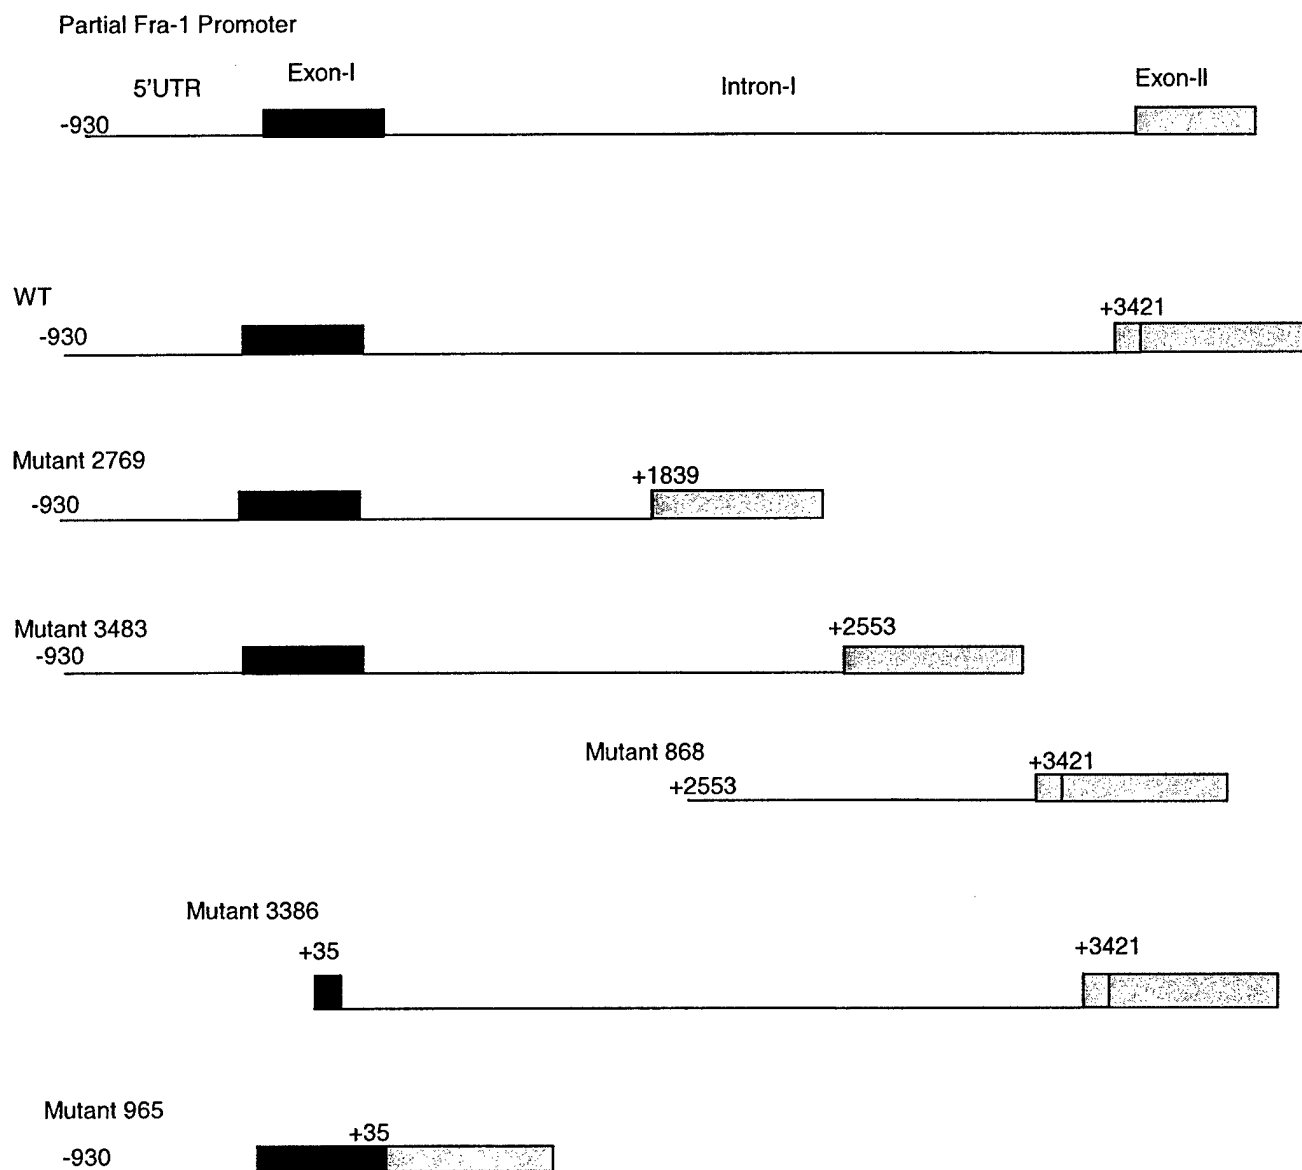 Partial Fra-1 Promoter
5'UTR
Exon-I
Intron-I
Exon-II
-930
WT
-930
+3421
Mutant 2769
-930
+1839
Mutant 3483
-930
+2553
Mutant 868
+2553
+3421
Mutant 3386
+35
+3421
Mutant 965
-930
+35